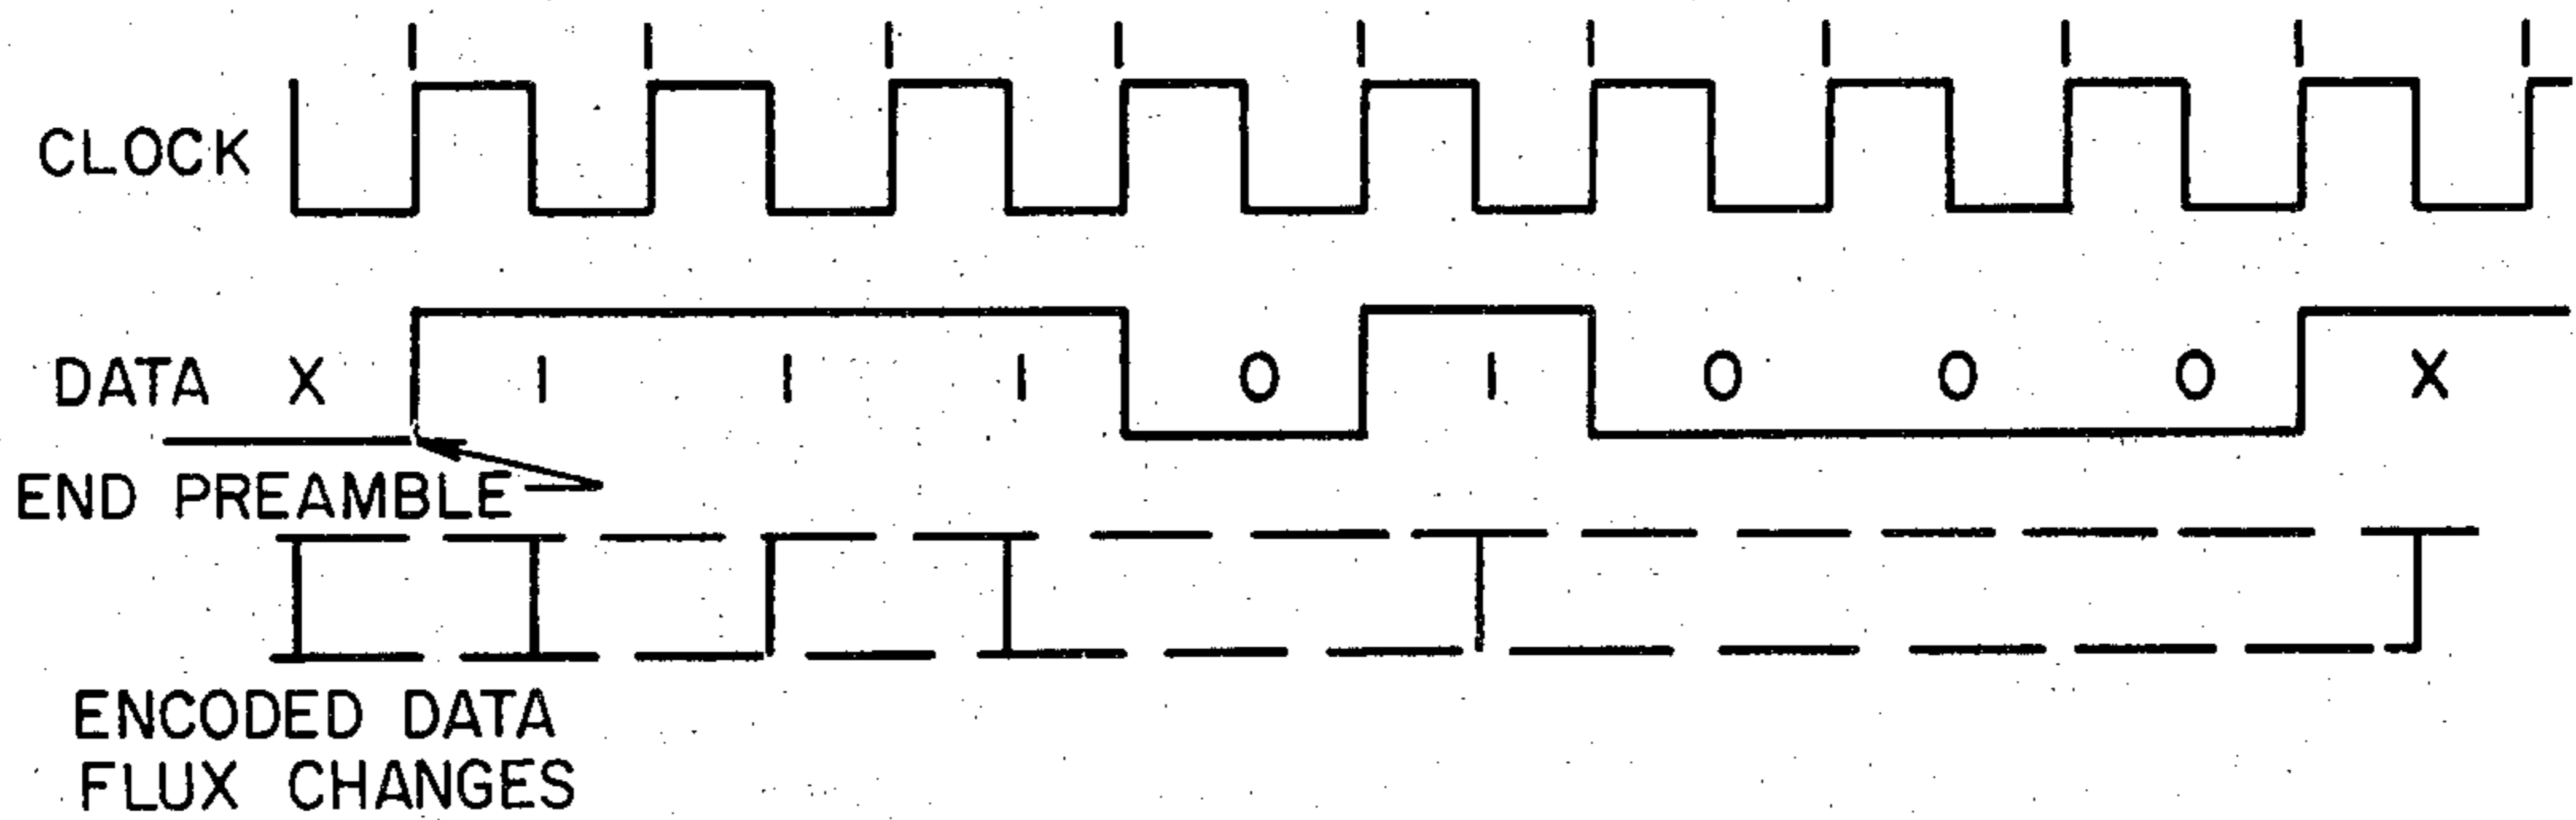 CLOCK
DATA X 1 1 1 0 1 0 0 0 X
END PREAMBLE
ENCODED DATA
FLUX CHANGES